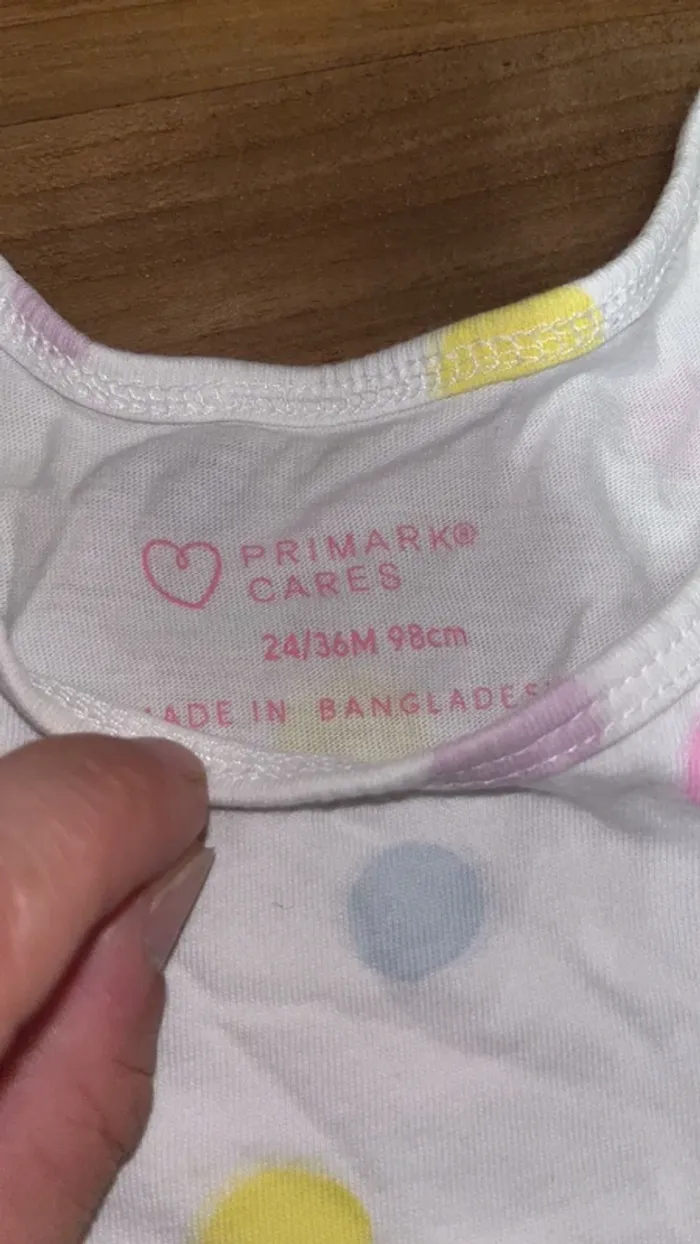 PRIMARK®
CARES
24/36M 98cm
MADE IN BANGLADESH